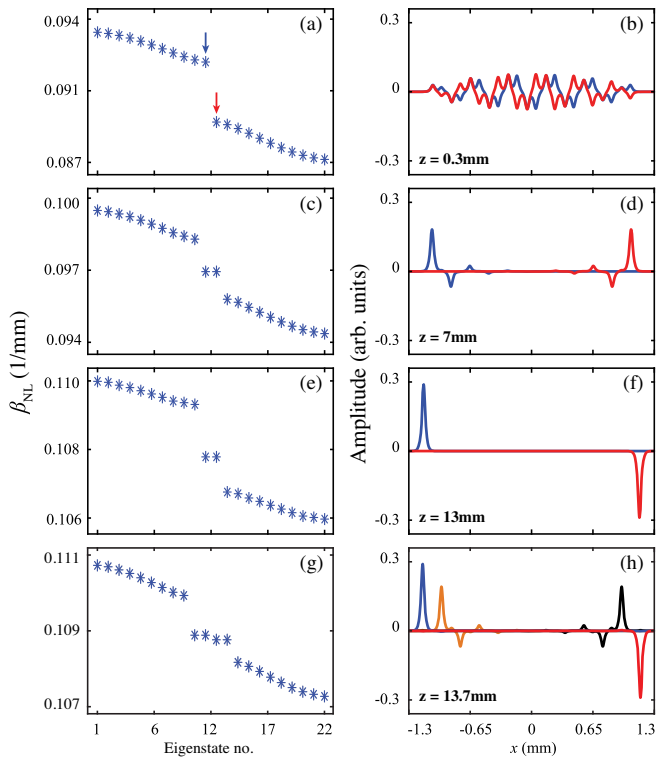 0.094 (a) 0.3 (b)
0.091 0
0.087 -0.3 z = 0.3mm
0.100 (c) 0.3 (d)
0.097 0
0.094 -0.3 z = 7mm
β_NL (1/mm) Amplitude (arb. units)
0.110 (e) 0.3 (f)
0.108 0
0.106 -0.3 z = 13mm
0.111 (g) 0.3 (h)
0.109 0
0.107 -0.3 z = 13.7mm
1 6 12 17 22 -1.3 -0.65 0 0.65 1.3
Eigenstate no. x (mm)